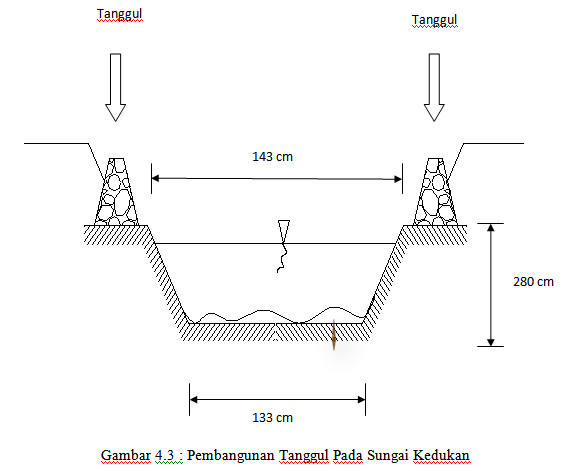 Tanggul
Tanggul
143 cm
280 cm
133 cm
Gambar 4.3 : Pembangunan Tanggul Pada Sungai Kedukan